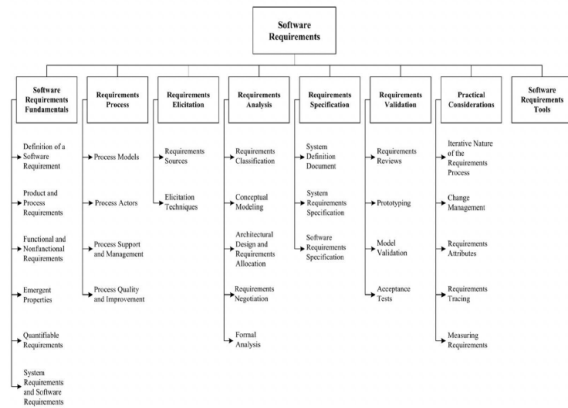 Software
Requirements
Software
Requirements
Fundamentals
Requirements
Process
Requirements
Elicitation
Requirements
Analysis
Requirements
Specification
Requirements
Validation
Practical
Considerations
Software
Requirements
Tools
Definition of a
Software
Requirement
Product and
Process
Requirements
Functional and
Nonfunctional
Requirements
Emergent
Properties
Quantifiable
Requirements
System
Requirements
and Software
Requirements
Process Models
Process Actors
Process Support
and Management
Process Quality
and Improvement
Requirements
Sources
Elicitation
Techniques
Requirements
Classification
Conceptual
Modeling
Architectural
Design and
Requirements
Allocation
Requirements
Negotiation
Formal
Analysis
System
Definition
Document
System
Requirements
Specification
Software
Requirements
Specification
Requirements
Reviews
Prototyping
Model
Validation
Acceptance
Tests
Iterative Nature
of the
Requirements
Process
Change
Management
Requirements
Attributes
Requirements
Tracing
Measuring
Requirements